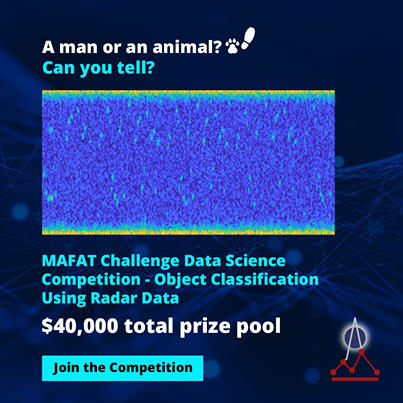 A man or an animal?
Can you tell?
MAFAT Challenge Data Science
Competition - Object Classification
Using Radar Data
$40,000 total prize pool
Join the Competition